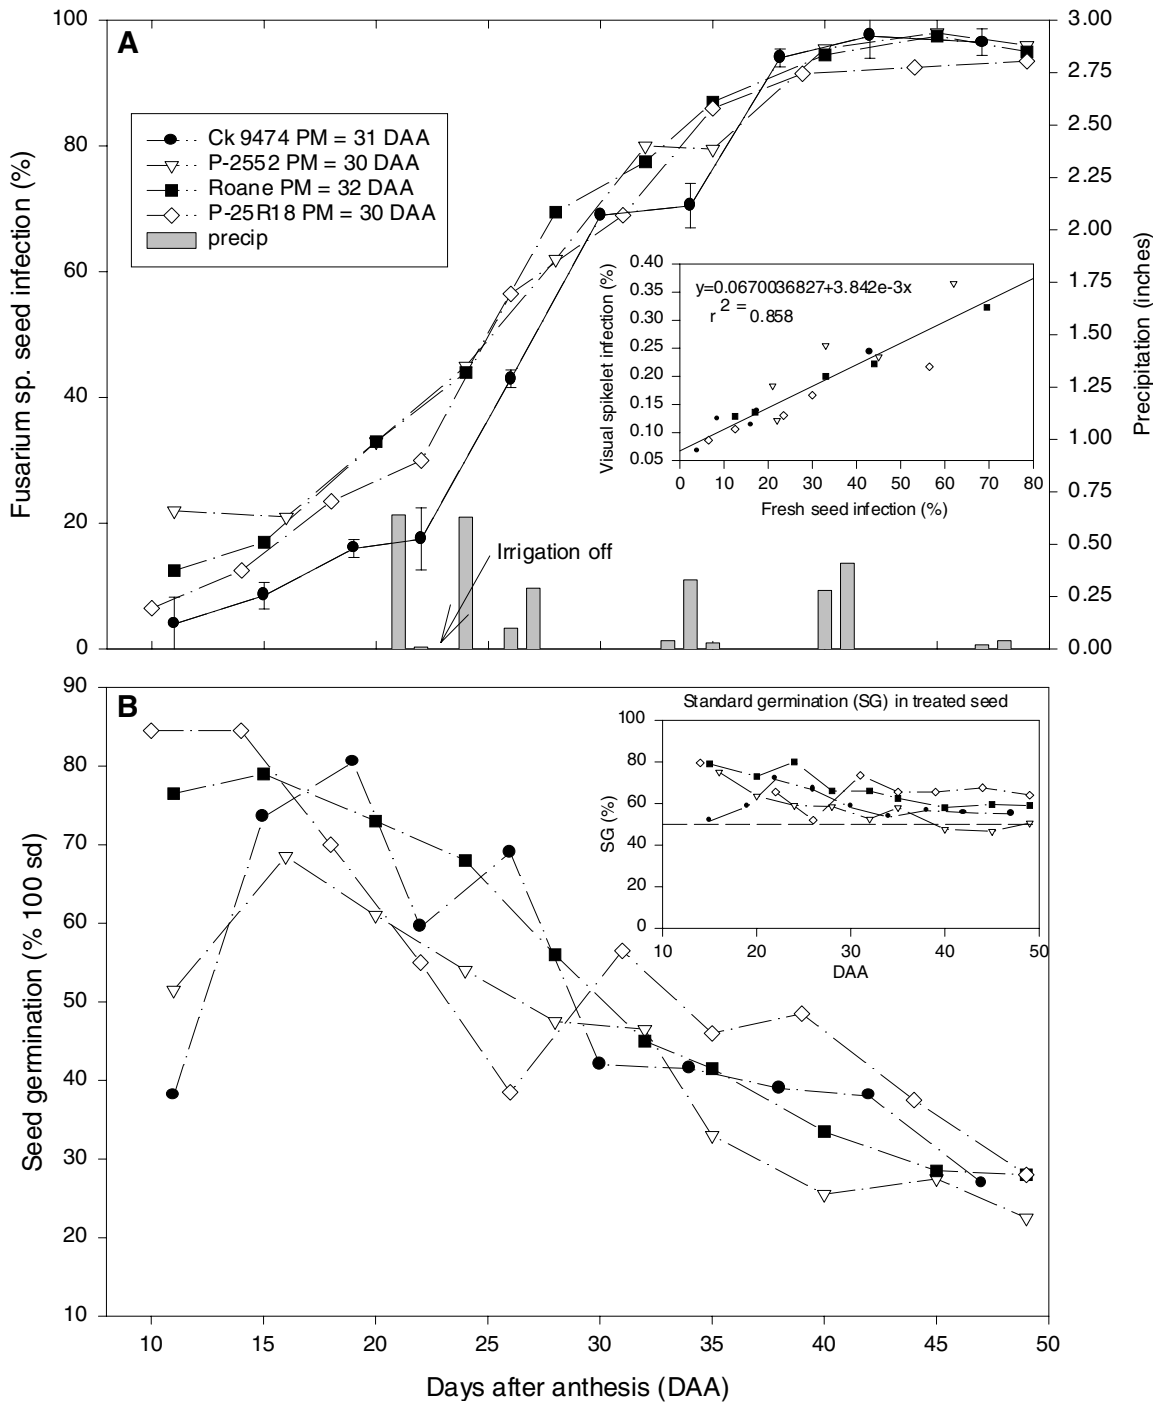 A
100
80
60
40
20
0
Fusarium sp. seed infection (%)
Ck 9474 PM = 31 DAA
P-2552 PM = 30 DAA
Roane PM = 32 DAA
P-25R18 PM = 30 DAA
precip
3.00
2.75
2.50
2.25
2.00
1.75
1.50
1.25
1.00
0.75
0.50
0.25
0.00
Precipitation (inches)
0.40
0.35
0.30
0.25
0.20
0.15
0.10
0.05
Visual spikelet infection (%)
y=0.0670036827+3.842e-3x
r 2 = 0.858
0 10 20 30 40 50 60 70 80
Fresh seed infection (%)
Irrigation off
B
90
80
70
60
50
40
30
20
10
Seed germination (% 100 sd)
Standard germination (SG) in treated seed
100
80
60
40
20
0
SG (%)
10 20 30 40 50
DAA
10 15 20 25 30 35 40 45 50
Days after anthesis (DAA)